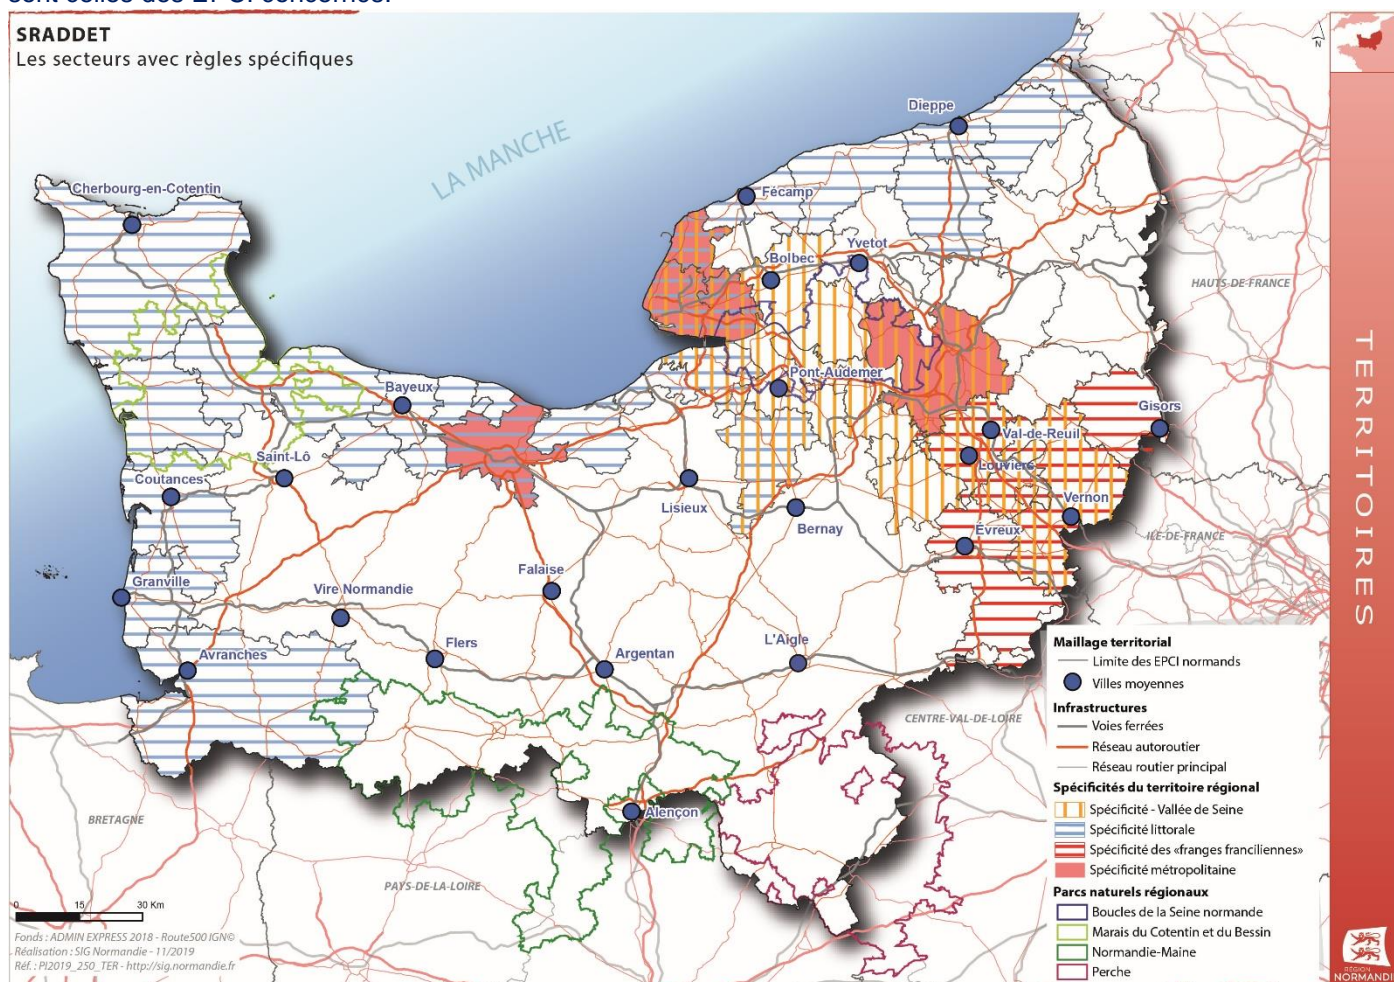 SRADDET
Les secteurs avec règles spécifiques
N
LA MANCHE
Dieppe
Cherbourg-en-Cotentin
Fécamp
Yvetot
Bolbec
HAUTS-DE-FRANCE
Pont-Audemer
Bayeux
Gisors
Val-de-Reuil
Louviers
Saint-Lô
Coutances
Lisieux
Bernay
Vernon
Évreux
ILE-DE-FRANCE
Granville
Vire Normandie
Falaise
Flers
Argentan
L'Aigle
Avranches
CENTRE-VAL-DE-LOIRE
Alençon
BRETAGNE
PAYS-DE-LA-LOIRE
Maillage territorial
Limite des EPCI normands
Villes moyennes
Infrastructures
Voies ferrées
Réseau autoroutier
Réseau routier principal
Spécificités du territoire régional
Spécificité - Vallée de Seine
Spécificité littorale
Spécificité des «franges franciliennes»
Spécificité métropolitaine
Parcs naturels régionaux
Boucles de la Seine normande
Marais du Cotentin et du Bessin
Normandie-Maine
Perche
0 15 30 Km
Fonds : ADMIN EXPRESS 2018 - Route500 IGN©
Réalisation : SIG Normandie - 11/2019
Réf. : PI2019_250_TER - http://sig.normandie.fr
TERRITOIRES
RÉGION